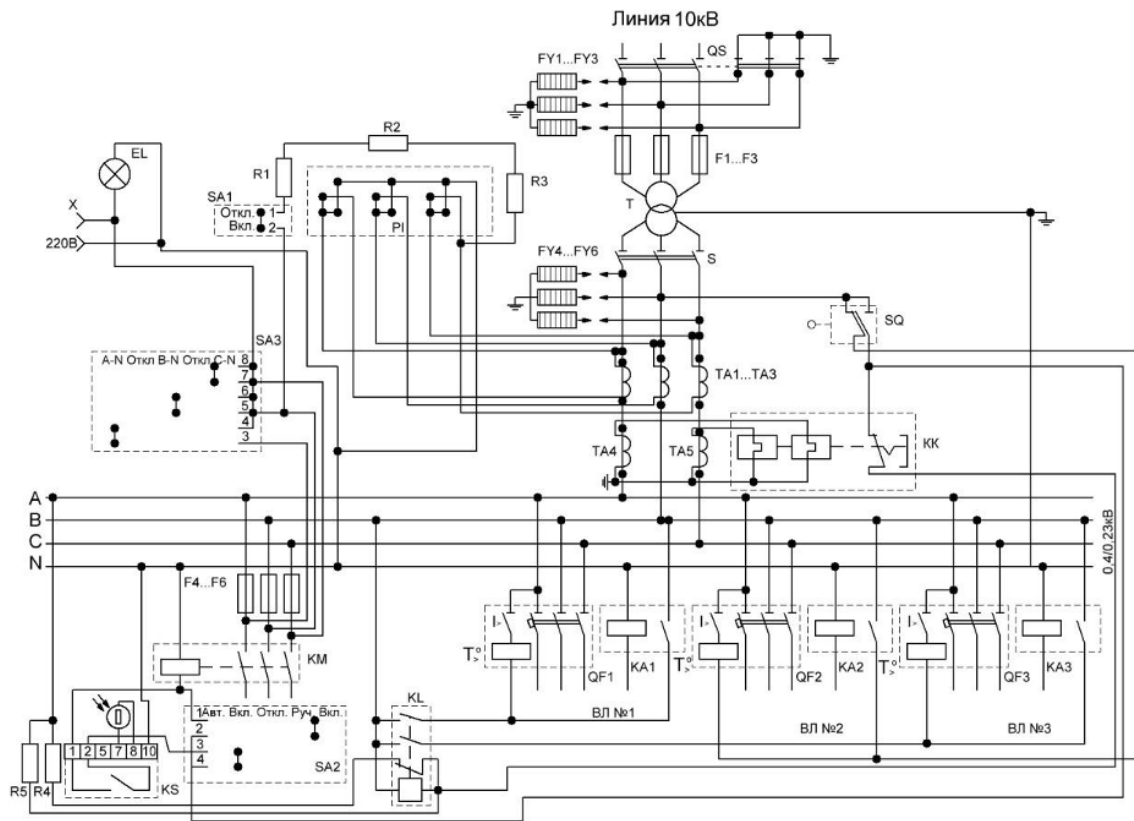 Линия 10кВ
FY1...FY3
QS
R2
EL
R1
R3
F1...F3
X
SA1
Откл. 1
Вкл. 2
PI
T
220В
FY4...FY6
S
SQ
SA3
A-N Откл B-N Откл C-N
8
7
6
5
4
3
TA1...TA3
TA4
TA5
KK
A
B
C
N
0,4/0,23кВ
F4...F6
I>
I>
I>
KM
T>°
QF1
KA1
T>°
QF2
KA2
T>°
QF3
KA3
KL
1
Авт. Вкл. Откл. Руч. Вкл.
2
3
4
SA2
ВЛ №1
ВЛ №2
ВЛ №3
1 2 5 7 8 10
R5 R4
KS